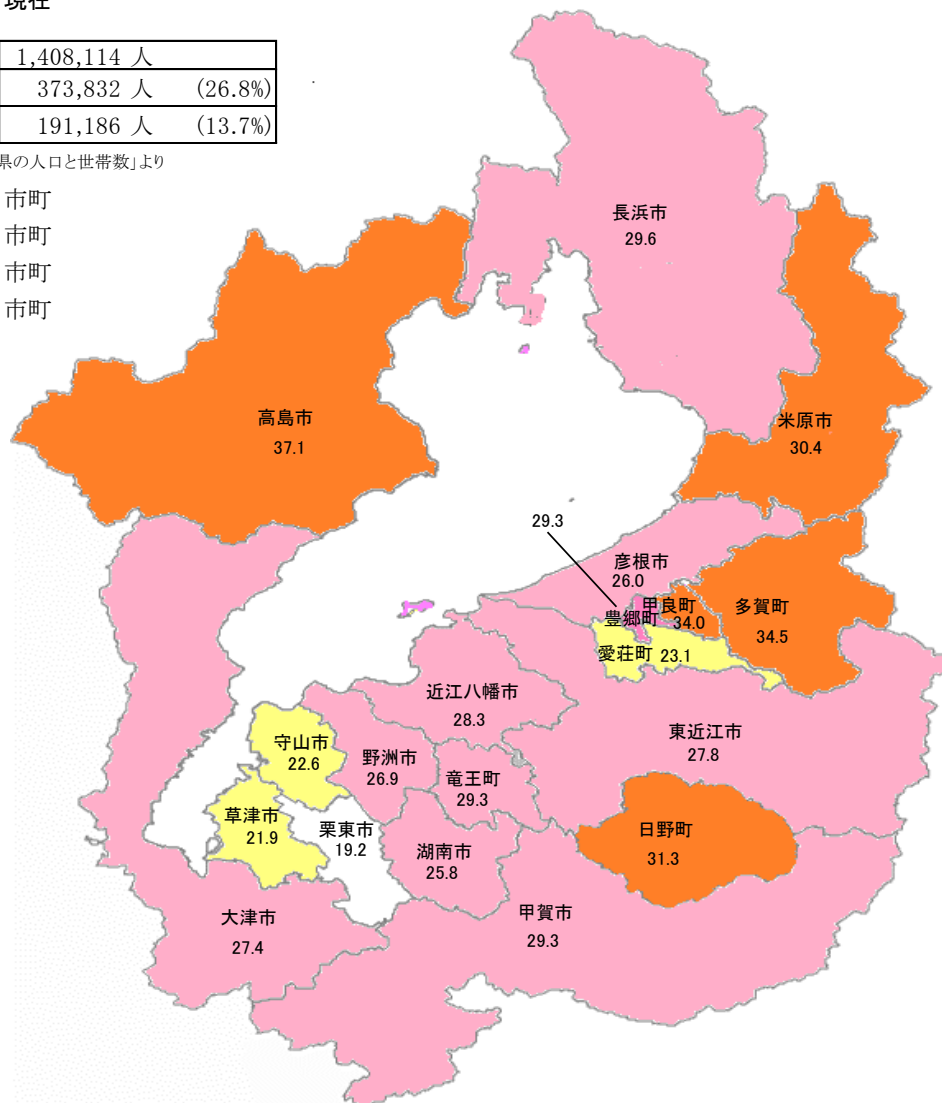 現在
1,408,114 人
373,832 人 (26.8%)
191,186 人 (13.7%)
県の人口と世帯数」より
市町
市町
市町
市町
長浜市
29.6
高島市
37.1
米原市
30.4
29.3
彦根市
26.0
甲良町
34.0
豊郷町
多賀町
34.5
愛荘町 23.1
近江八幡市
28.3
東近江市
27.8
守山市
22.6
野洲市
26.9
竜王町
29.3
草津市
21.9
栗東市
19.2
湖南市
25.8
日野町
31.3
大津市
27.4
甲賀市
29.3